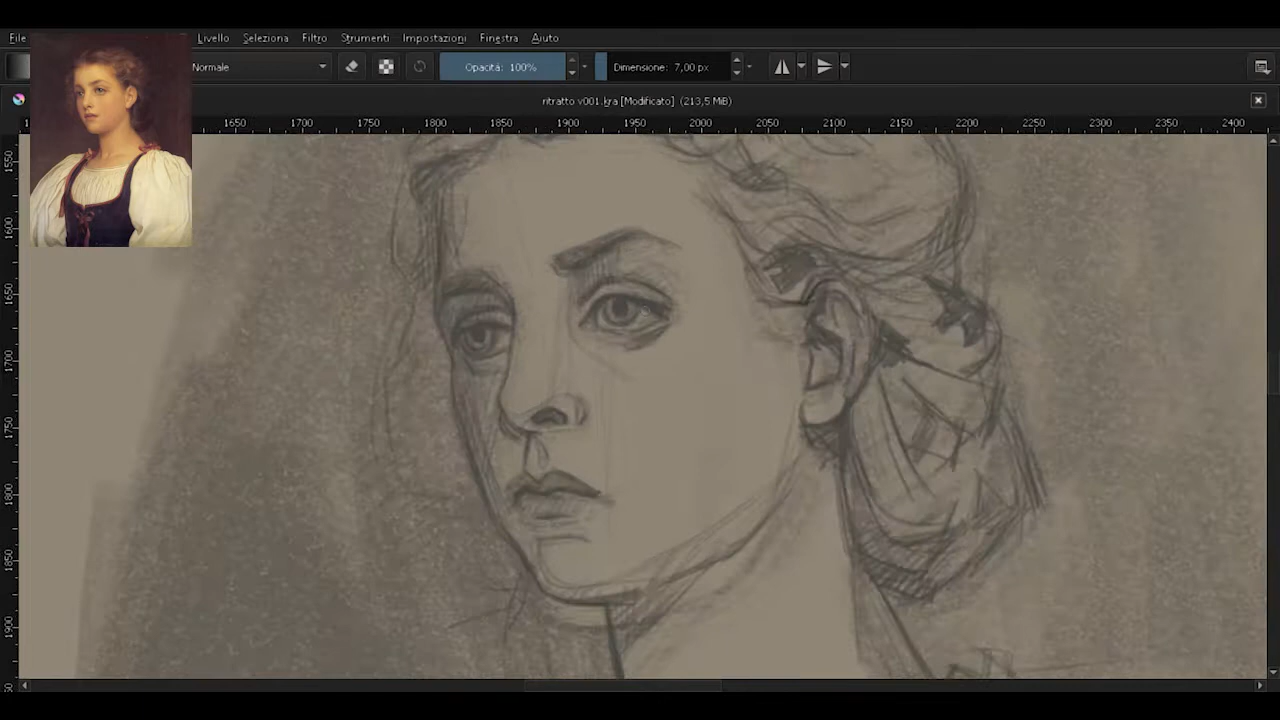 File Livello Seleziona Filtro Strumenti Impostazioni Finestra Aiuto
Normale Opacità: 100% Dimensione: 7,00 px
ritratto v001.kra [Modificato] (213,5 MiB)
1650 1700 1750 1800 1850 1900 1950 2000 2050 2100 2150 2200 2250 2300 2350 2400
1550
1600
1650
1700
1750
1800
1850
1900